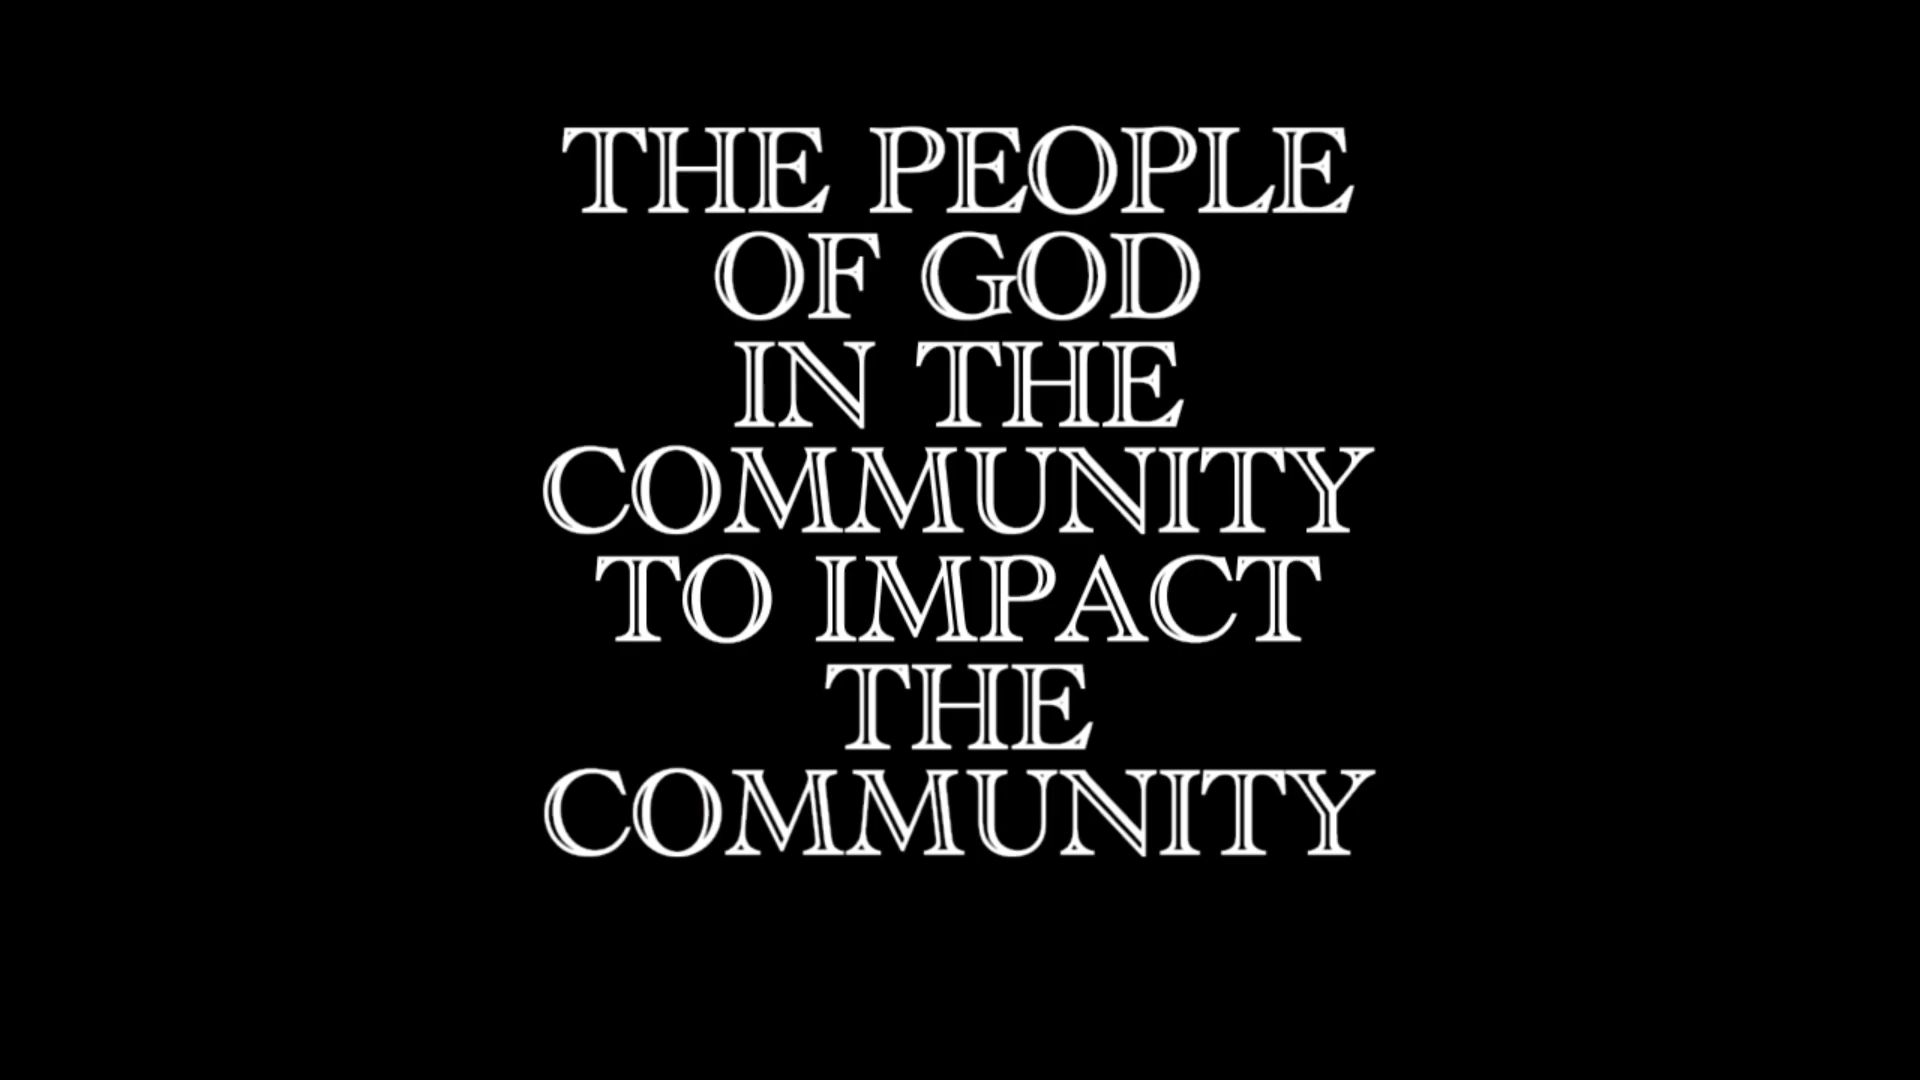 THE PEOPLE
OF GOD
IN THE
COMMUNITY
TO IMPACT
THE
COMMUNITY